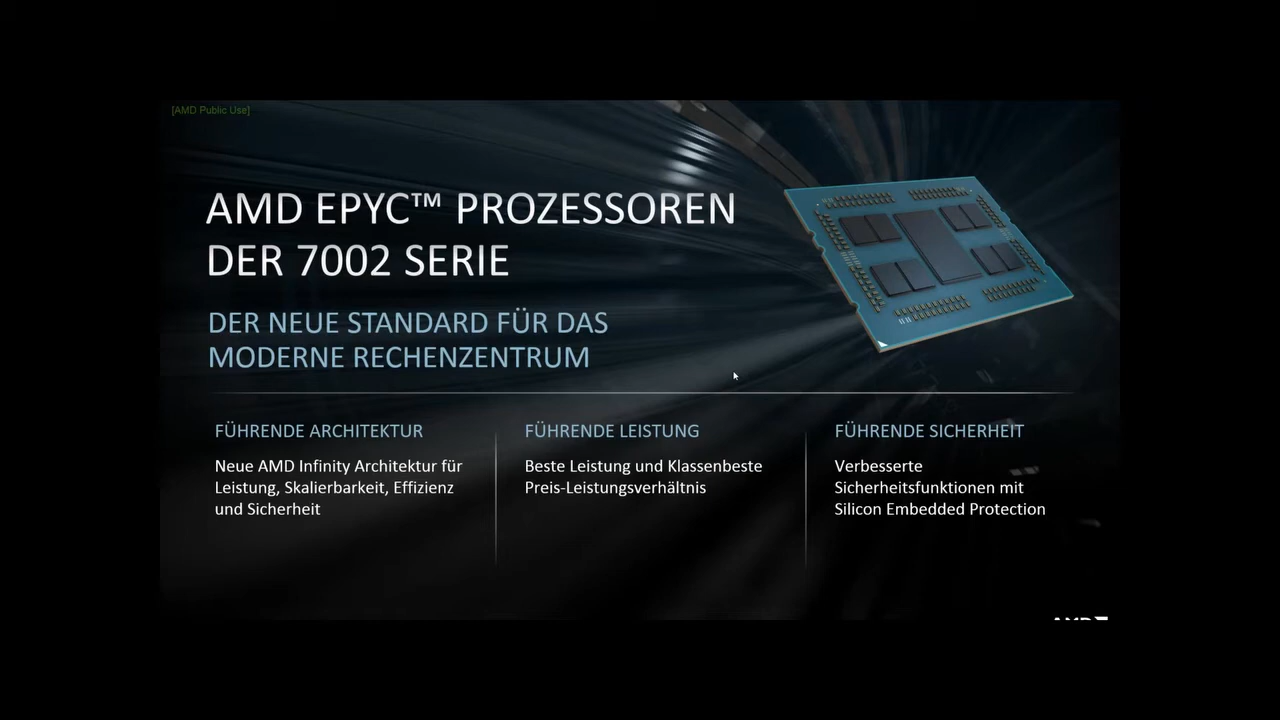 [AMD Public Use]
AMD EPYC™ PROZESSOREN
DER 7002 SERIE
DER NEUE STANDARD FÜR DAS
MODERNE RECHENZENTRUM
FÜHRENDE ARCHITEKTUR
Neue AMD Infinity Architektur für
Leistung, Skalierbarkeit, Effizienz
und Sicherheit
FÜHRENDE LEISTUNG
Beste Leistung und Klassenbeste
Preis-Leistungsverhältnis
FÜHRENDE SICHERHEIT
Verbesserte
Sicherheitsfunktionen mit
Silicon Embedded Protection
AMD